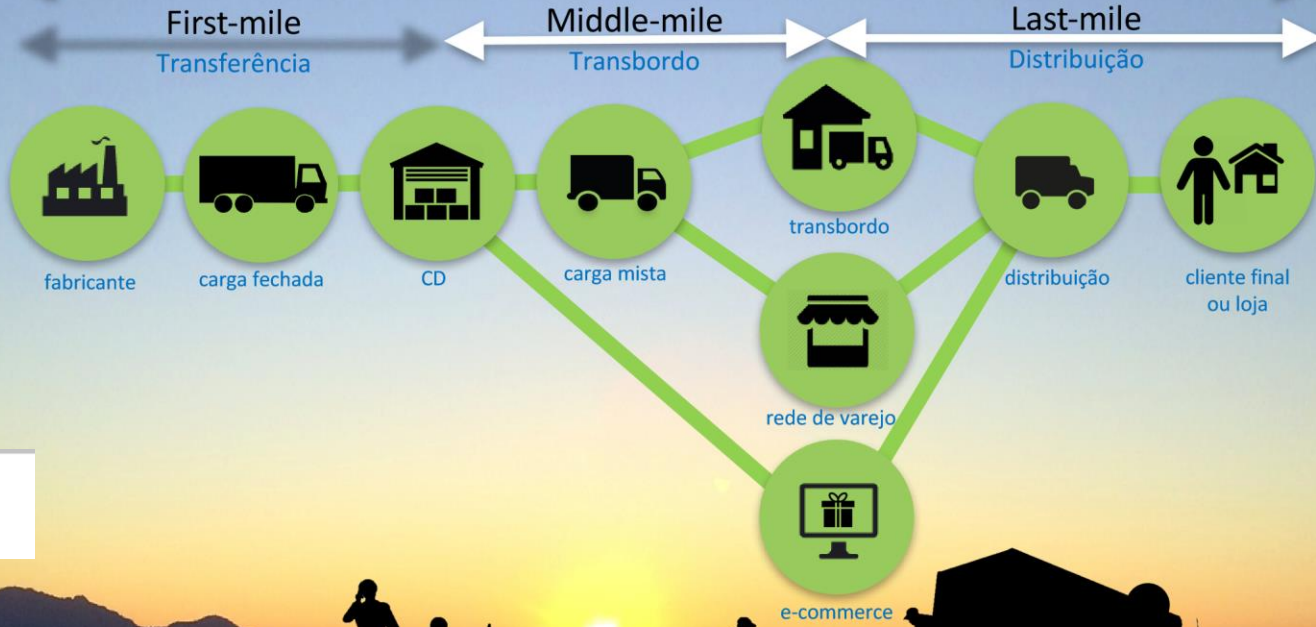 First-mile
Middle-mile
Last-mile
Transferência
Transbordo
Distribuição
fabricante
carga fechada
CD
carga mista
transbordo
distribuição
cliente final
ou loja
rede de varejo
e-commerce